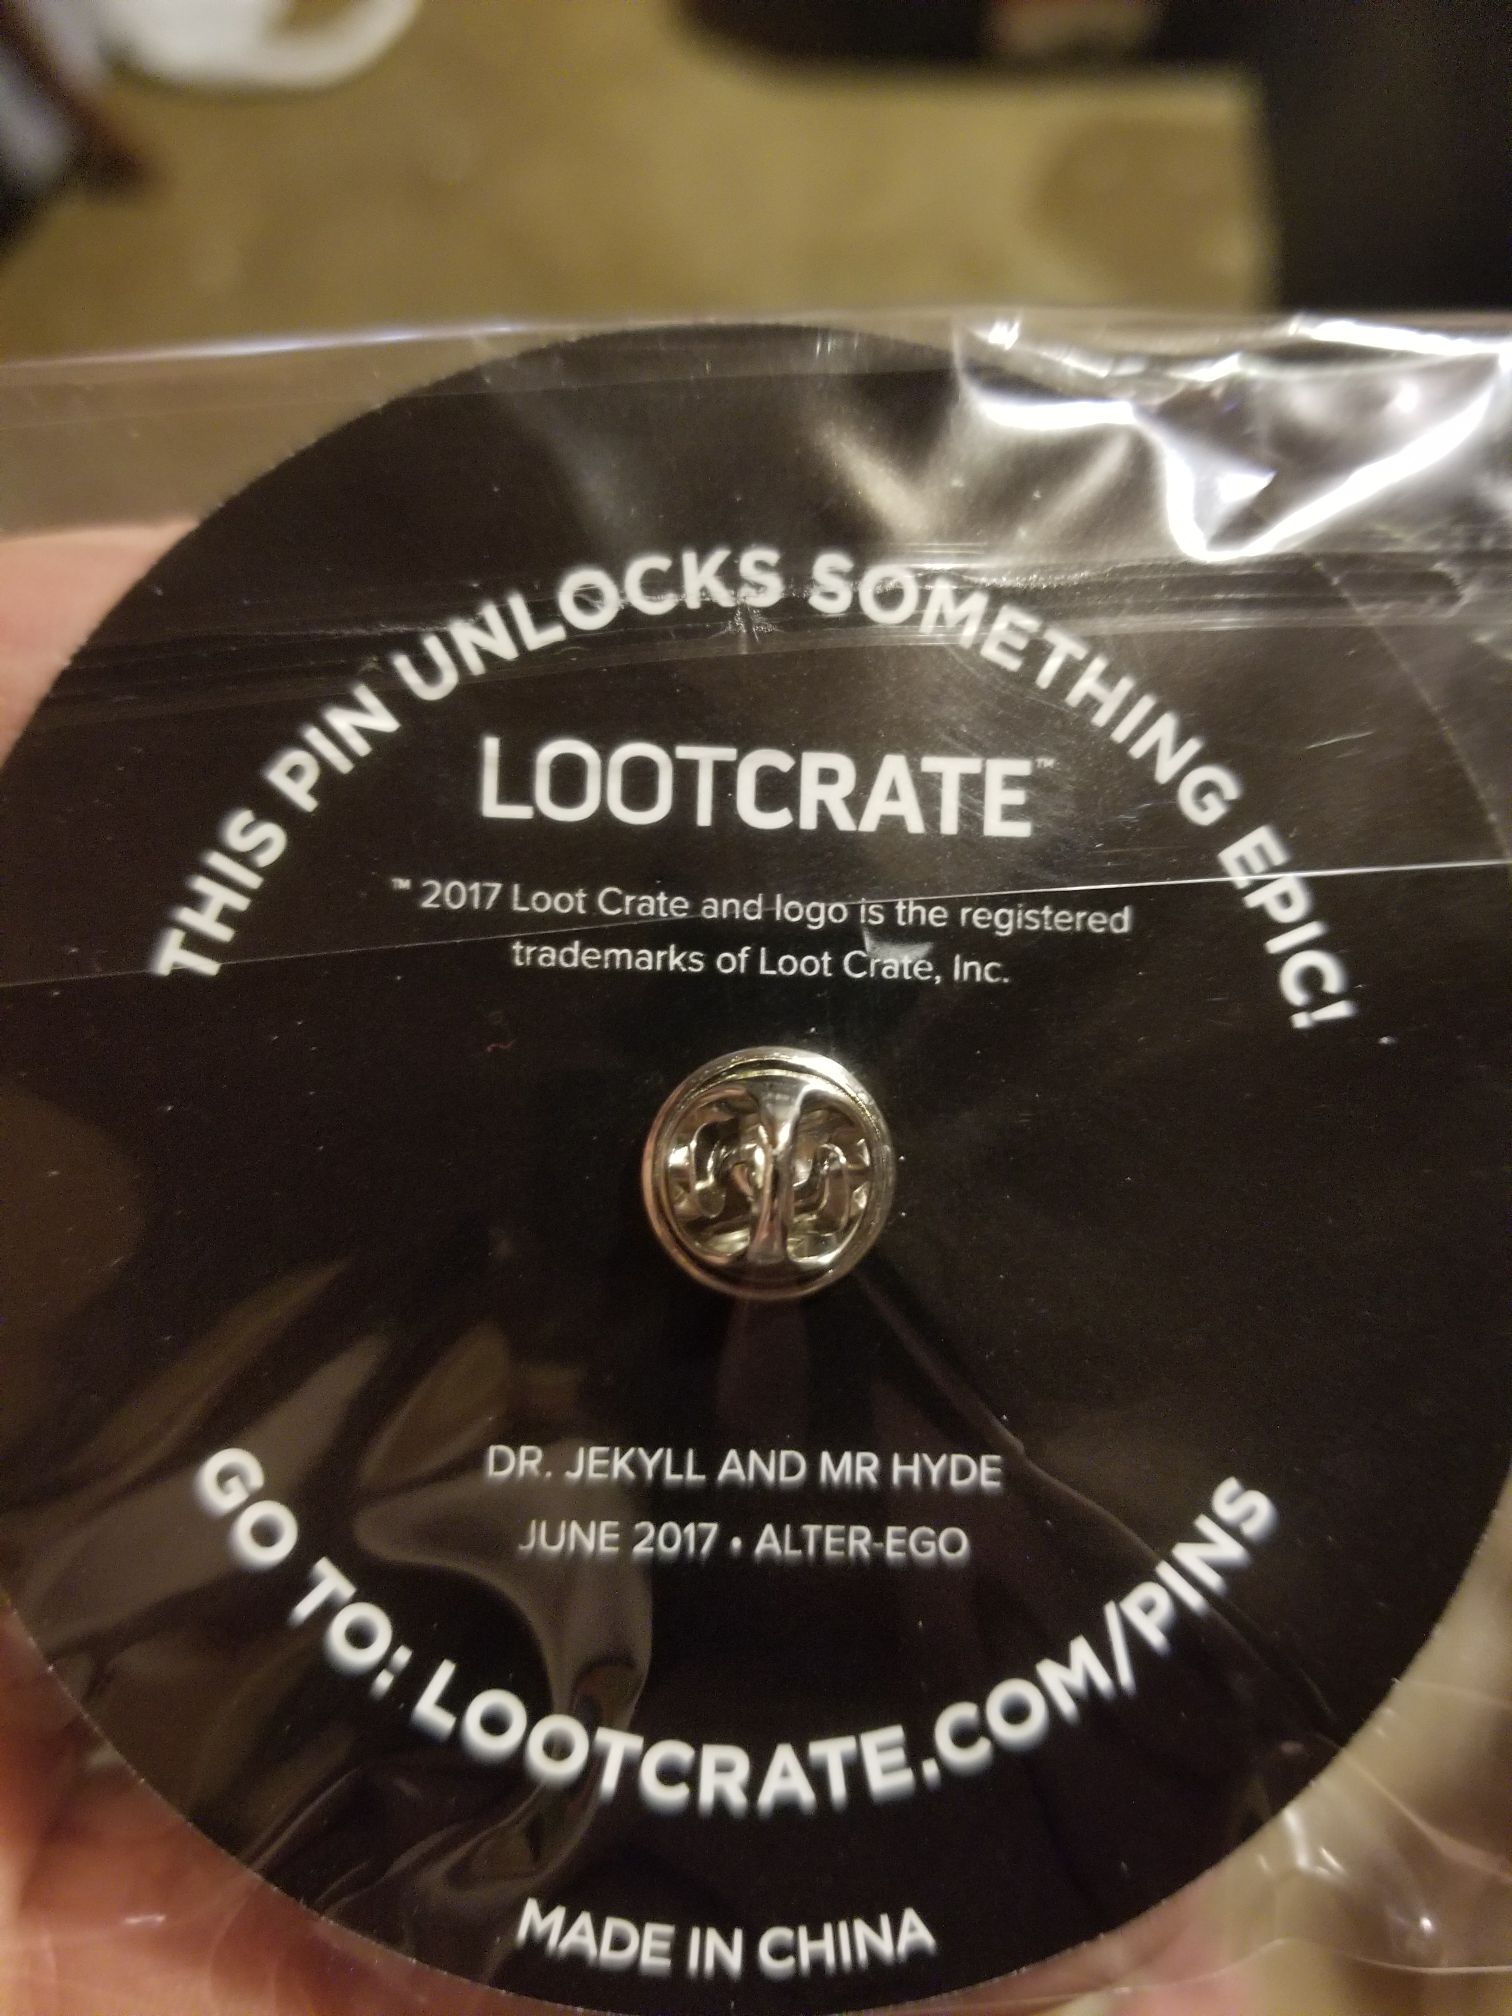 THIS PIN UNLOCKS SOMETHING EPIC!
LOOTCRATE™
™ 2017 Loot Crate and logo is the registered
trademarks of Loot Crate, Inc.
DR. JEKYLL AND MR HYDE
JUNE 2017 • ALTER-EGO
GO TO: LOOTCRATE.COM/PINS
MADE IN CHINA